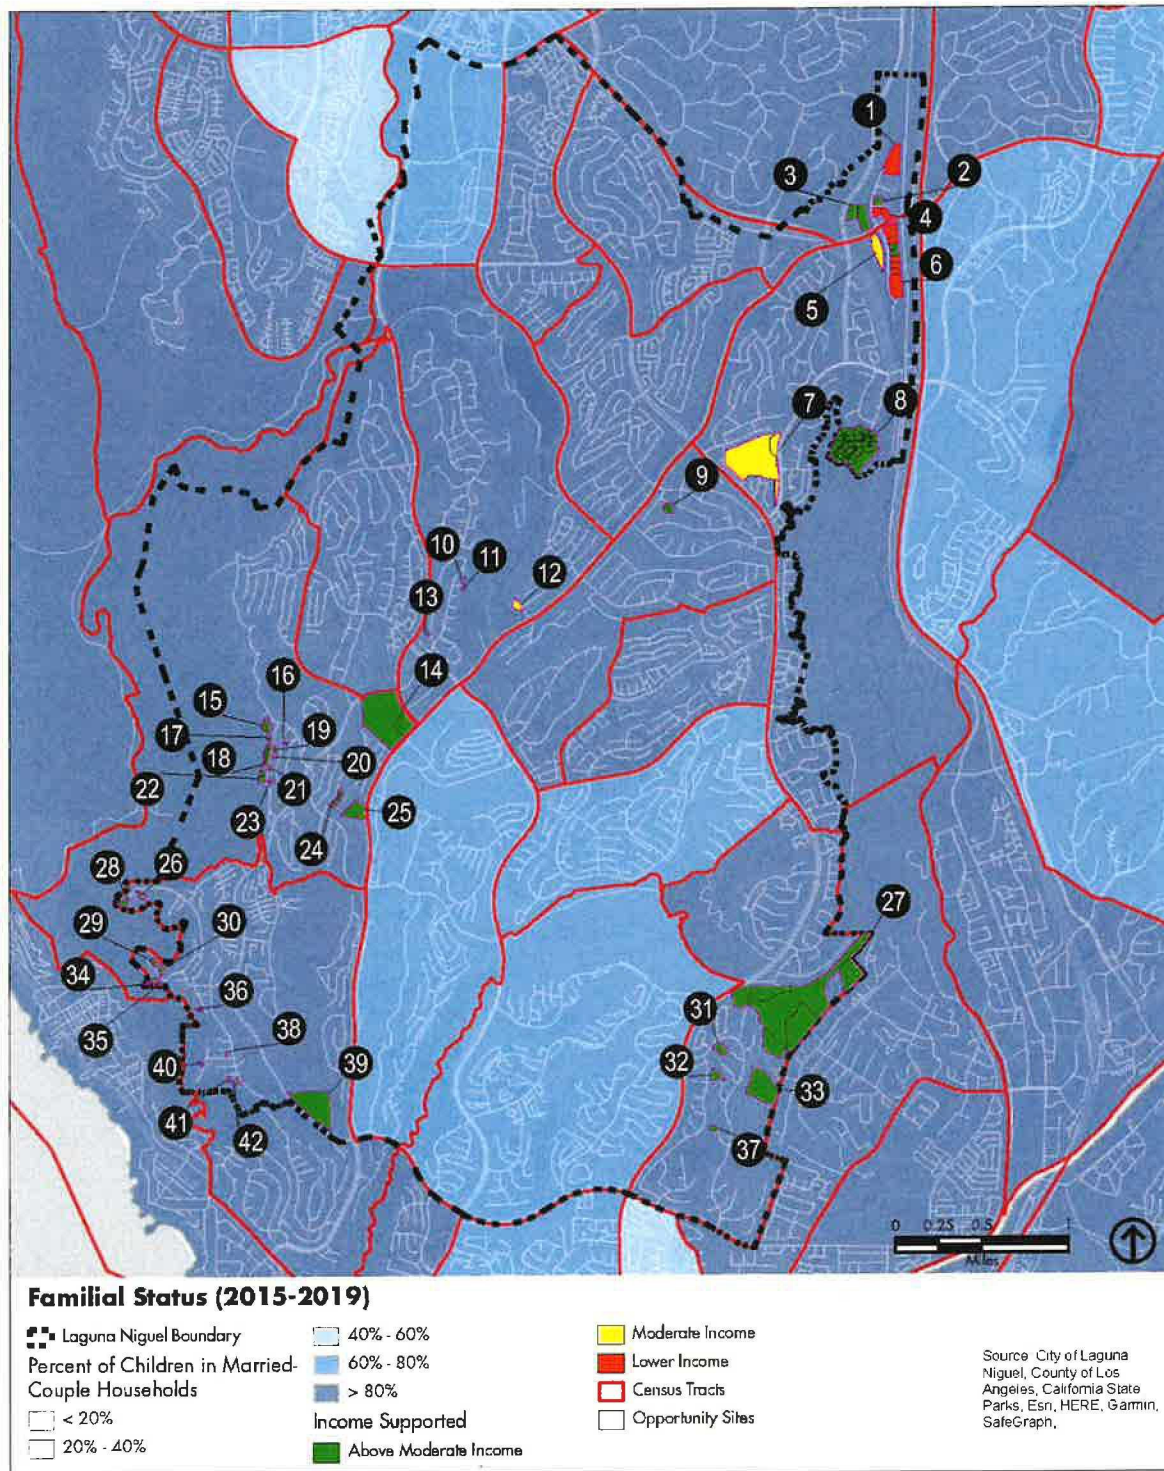 1
2
3
4
5
6
7
8
9
10
11
12
13
14
15
16
17
18
19
20
21
22
23
24
25
26
27
28
29
30
31
32
33
34
35
36
37
38
39
40
41
42
0 0.25 0.5 1
Miles
Familial Status (2015-2019)
Laguna Niguel Boundary
Percent of Children in Married-
Couple Households
< 20%
20% - 40%
40% - 60%
60% - 80%
> 80%
Income Supported
Above Moderate Income
Moderate Income
Lower Income
Census Tracts
Opportunity Sites
Source: City of Laguna
Niguel, County of Los
Angeles, California State
Parks, Esri, HERE, Garmin,
SafeGraph,